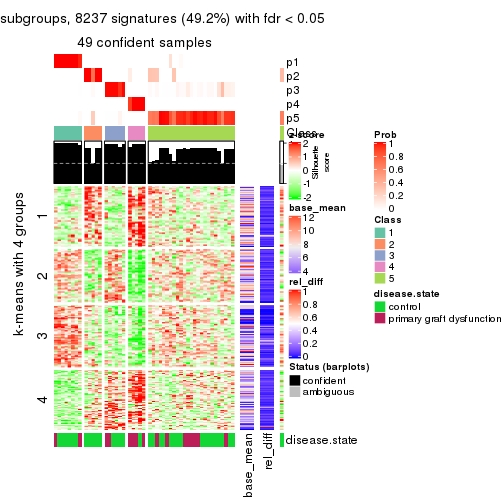 subgroups, 8237 signatures (49.2%) with fdr < 0.05
49 confident samples
p1
p2
p3
p4
p5
Class
z-score
2
1
0
-1
-2
Silhouette
score
base_mean
12
10
8
6
4
rel_diff
1
0.8
0.6
0.4
0.2
0
Status (barplots)
confident
ambiguous
Prob
1
0.8
0.6
0.4
0.2
0
Class
1
2
3
4
5
disease.state
control
primary graft dysfunction
k-means with 4 groups
1
2
3
4
disease.state
base_mean
rel_diff